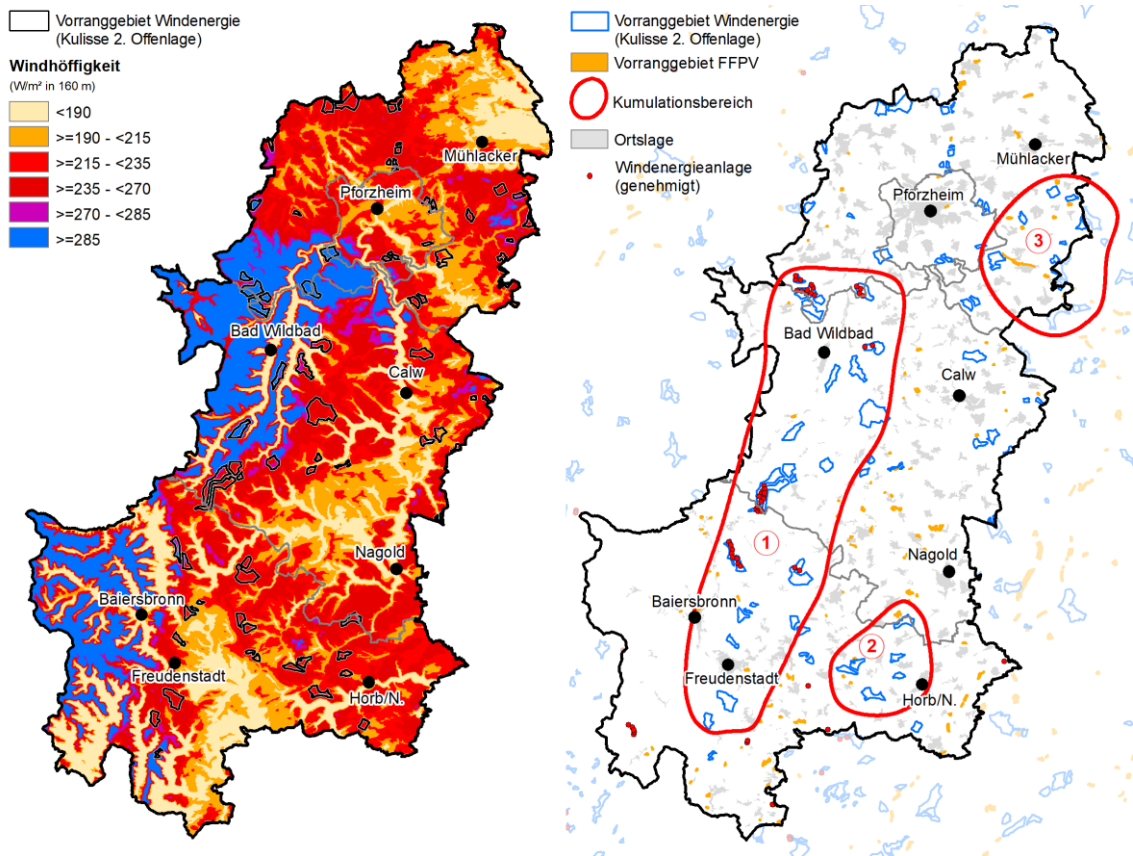 Vorranggebiet Windenergie
(Kulisse 2. Offenlage)
Windhöffigkeit
(W/m² in 160 m)
<190
>=190 - <215
>=215 - <235
>=235 - <270
>=270 - <285
>=285
Mühlacker
Pforzheim
Bad Wildbad
Calw
Nagold
Baiersbronn
Freudenstadt
Horb/N.
Vorranggebiet Windenergie
(Kulisse 2. Offenlage)
Vorranggebiet FFPV
Kumulationsbereich
Ortslage
Windenergieanlage
(genehmigt)
Mühlacker
Pforzheim
3
Bad Wildbad
Calw
1
Nagold
Baiersbronn
2
Freudenstadt
Horb/N.